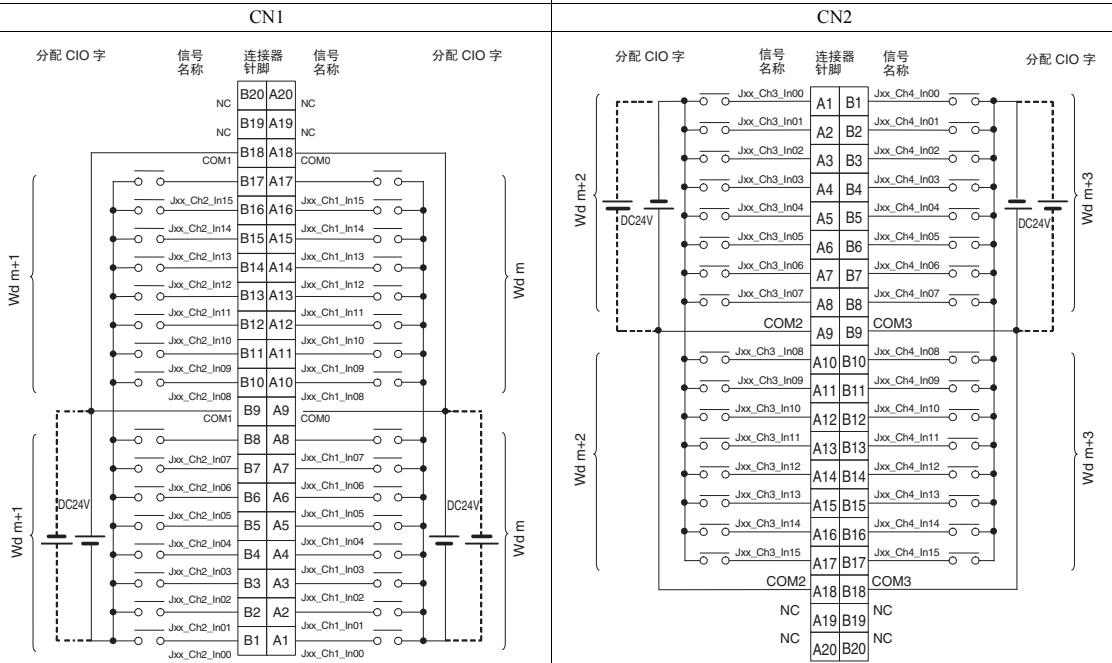 CN1
CN2
分配 CIO 字
信号名称
连接器针脚
信号名称
分配 CIO 字
NC B20 A20 NC
NC B19 A19 NC
COM1 B18 A18 COM0
B17 A17
Jxx_Ch2_In15 B16 A16 Jxx_Ch1_In15
Jxx_Ch2_In14 B15 A15 Jxx_Ch1_In14
Jxx_Ch2_In13 B14 A14 Jxx_Ch1_In13
Jxx_Ch2_In12 B13 A13 Jxx_Ch1_In12
Jxx_Ch2_In11 B12 A12 Jxx_Ch1_In11
Jxx_Ch2_In10 B11 A11 Jxx_Ch1_In10
Jxx_Ch2_In09 B10 A10 Jxx_Ch1_In09
Jxx_Ch2_In08 Jxx_Ch1_In08
COM1 B9 A9 COM0
B8 A8
Jxx_Ch2_In07 B7 A7 Jxx_Ch1_In07
Jxx_Ch2_In06 B6 A6 Jxx_Ch1_In06
Jxx_Ch2_In05 B5 A5 Jxx_Ch1_In05
Jxx_Ch2_In04 B4 A4 Jxx_Ch1_In04
Jxx_Ch2_In03 B3 A3 Jxx_Ch1_In03
Jxx_Ch2_In02 B2 A2 Jxx_Ch1_In02
Jxx_Ch2_In01 B1 A1 Jxx_Ch1_In01
Jxx_Ch2_In00 Jxx_Ch1_In00
Wd m+1
Wd m
Wd m+1
DC24V
DC24V
Wd m
分配 CIO 字
信号名称
连接器针脚
信号名称
分配 CIO 字
Jxx_Ch3_In00 A1 B1 Jxx_Ch4_In00
Jxx_Ch3_In01 A2 B2 Jxx_Ch4_In01
Jxx_Ch3_In02 A3 B3 Jxx_Ch4_In02
Jxx_Ch3_In03 A4 B4 Jxx_Ch4_In03
Jxx_Ch3_In04 A5 B5 Jxx_Ch4_In04
Jxx_Ch3_In05 A6 B6 Jxx_Ch4_In05
Jxx_Ch3_In06 A7 B7 Jxx_Ch4_In06
Jxx_Ch3_In07 A8 B8 Jxx_Ch4_In07
COM2 A9 B9 COM3
Jxx_Ch3_In08 A10 B10 Jxx_Ch4_In08
Jxx_Ch3_In09 A11 B11 Jxx_Ch4_In09
Jxx_Ch3_In10 A12 B12 Jxx_Ch4_In10
Jxx_Ch3_In11 A13 B13 Jxx_Ch4_In11
Jxx_Ch3_In12 A14 B14 Jxx_Ch4_In12
Jxx_Ch3_In13 A15 B15 Jxx_Ch4_In13
Jxx_Ch3_In14 A16 B16 Jxx_Ch4_In14
Jxx_Ch3_In15 A17 B17 Jxx_Ch4_In15
COM2 A18 B18 COM3
NC A19 B19 NC
NC A20 B20 NC
Wd m+2
DC24V
DC24V
Wd m+3
Wd m+2
Wd m+3